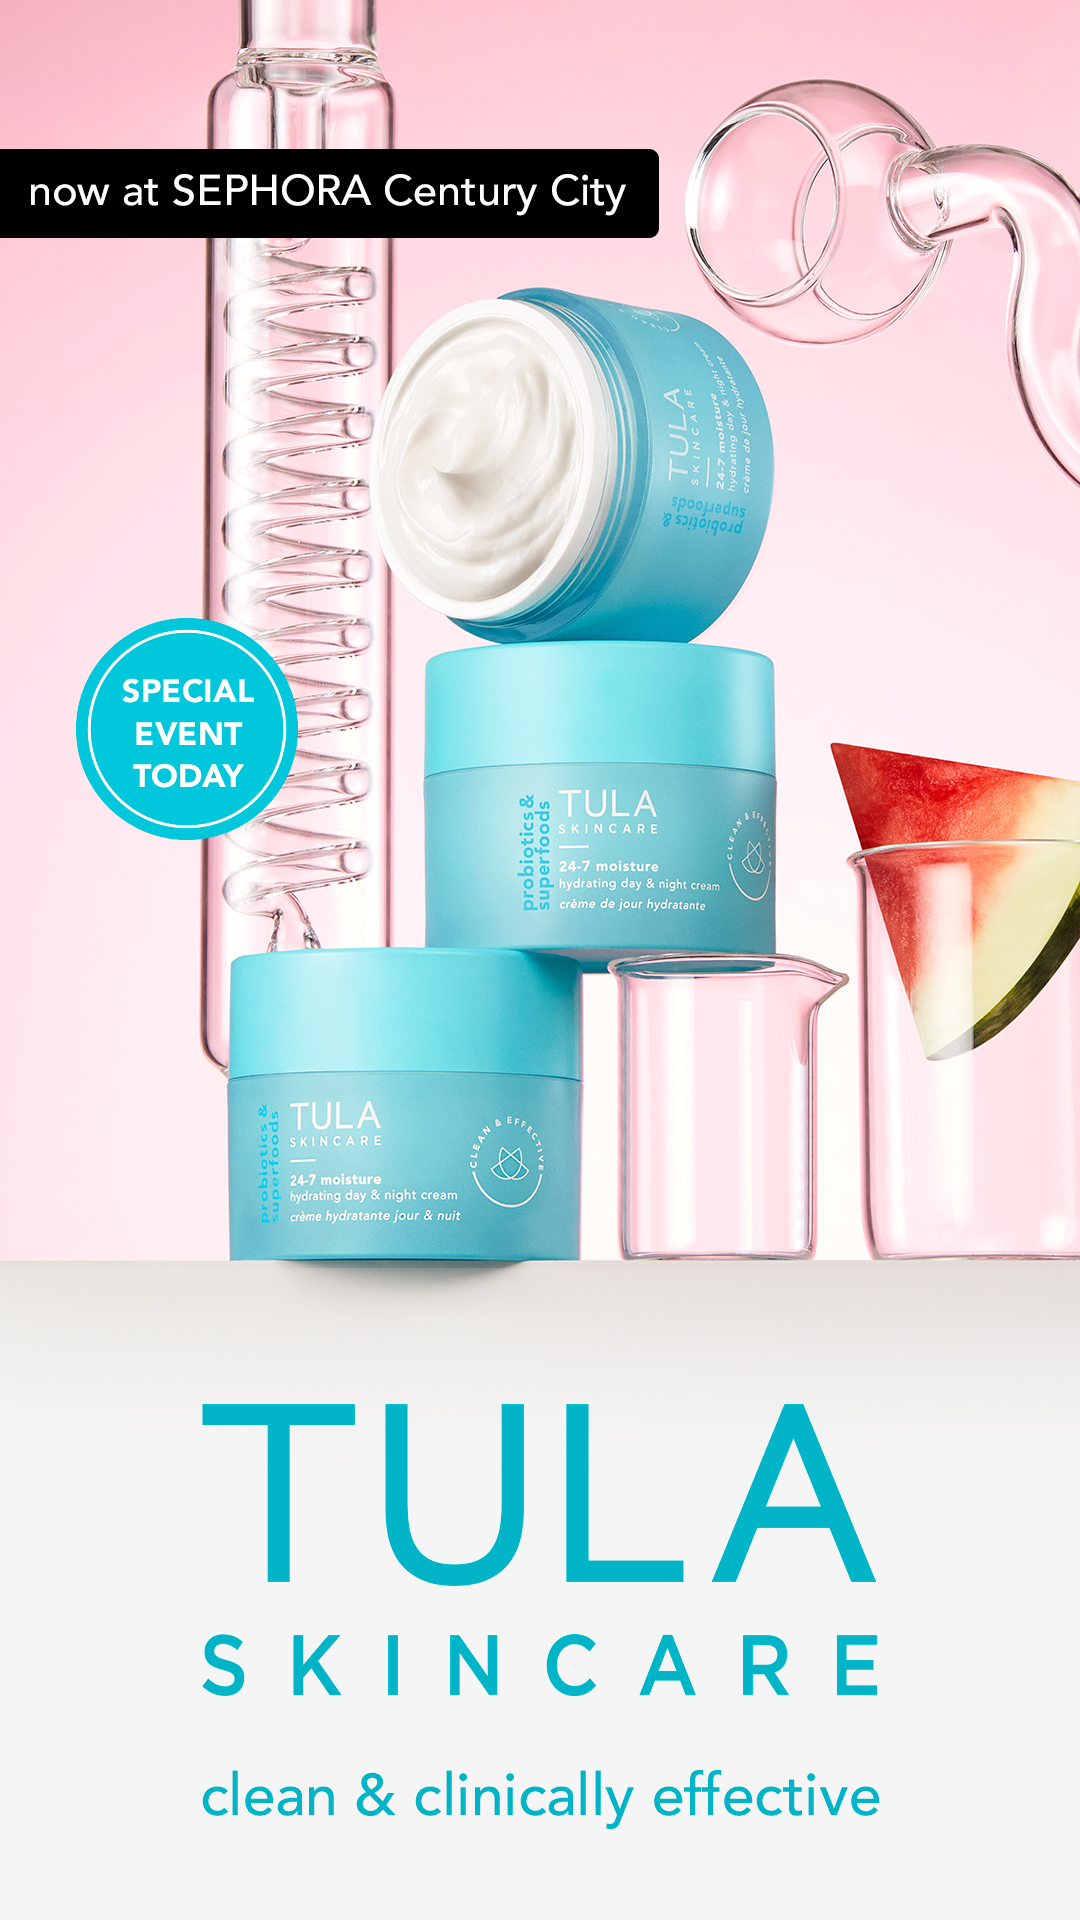 now at SEPHORA Century City
TULA
SKINCARE
24-7 moisture
hydrating day & night cream
crème de jour hydratante
probiotics &
superfoods
SPECIAL
EVENT
TODAY
probiotics &
superfoods
TULA
SKINCARE
24-7 moisture
hydrating day & night cream
crème de jour hydratante
CLEAN & EFFECTIVE
probiotics &
superfoods
TULA
SKINCARE
24-7 moisture
hydrating day & night cream
crème hydratante jour & nuit
CLEAN & EFFECTIVE
TULA
SKINCARE
clean & clinically effective